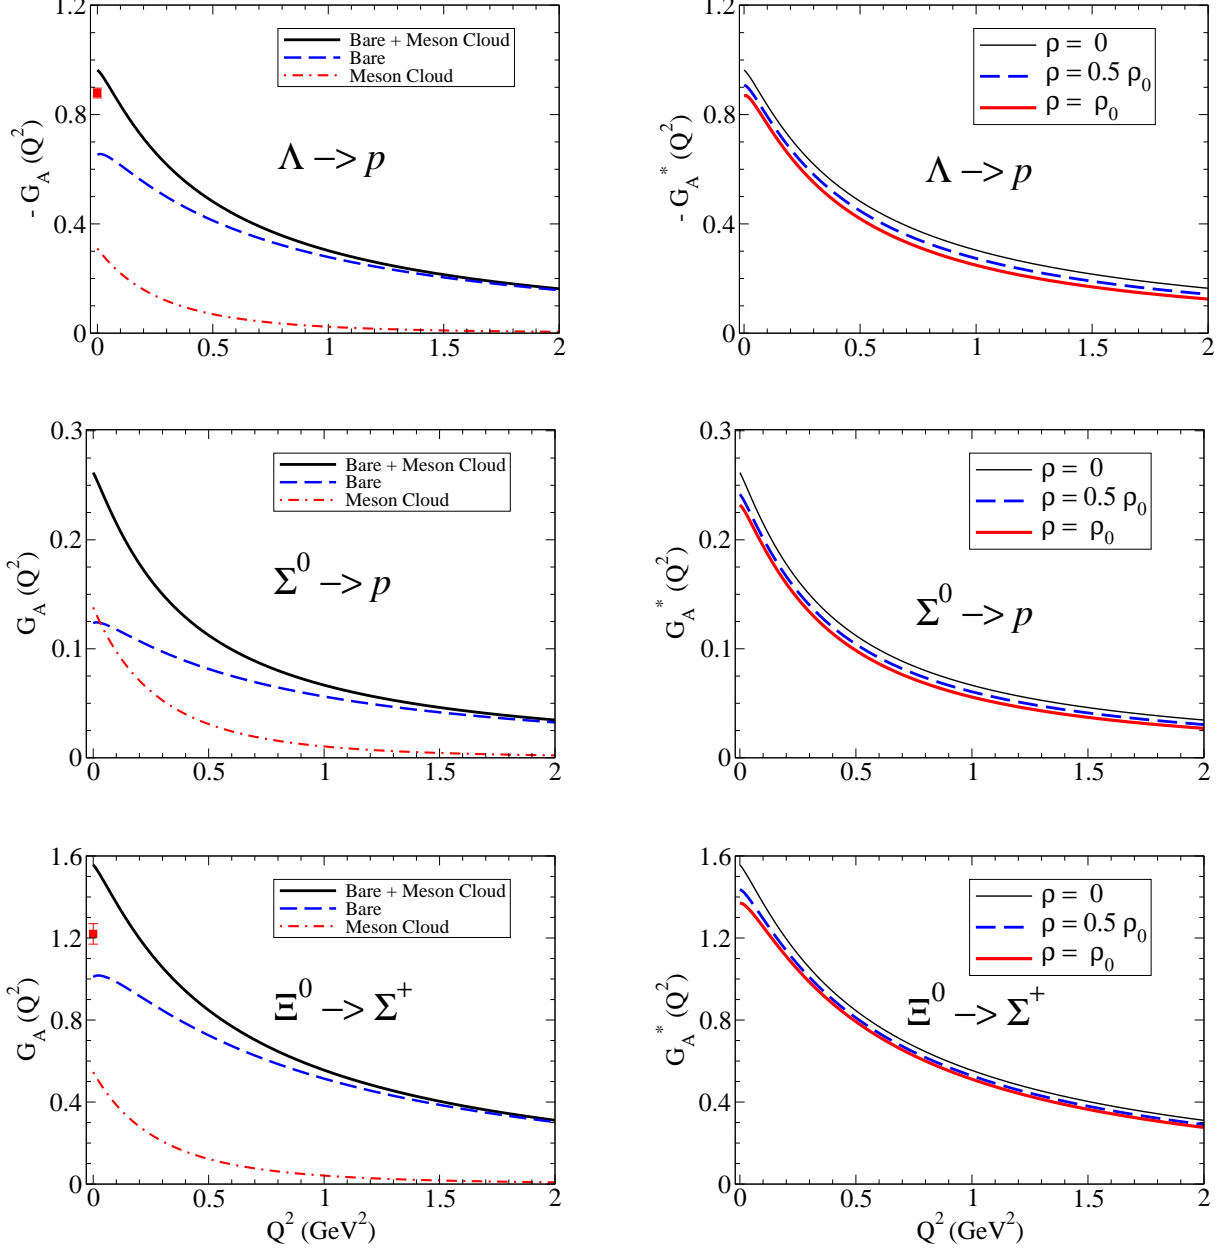 1.2
0.8
0.4
0
- G_A (Q^2)
Bare + Meson Cloud
Bare
Meson Cloud
Λ -> p
0 0.5 1 1.5 2
1.2
0.8
0.4
0
- G_A^* (Q^2)
ρ = 0
ρ = 0.5 ρ_0
ρ = ρ_0
Λ -> p
0 0.5 1 1.5 2
0.3
0.2
0.1
0
G_A (Q^2)
Bare + Meson Cloud
Bare
Meson Cloud
Σ^0 -> p
0 0.5 1 1.5 2
0.3
0.2
0.1
0
G_A^* (Q^2)
ρ = 0
ρ = 0.5 ρ_0
ρ = ρ_0
Σ^0 -> p
0 0.5 1 1.5 2
1.6
1.2
0.8
0.4
0
G_A (Q^2)
Bare + Meson Cloud
Bare
Meson Cloud
Ξ^0 -> Σ^+
0 0.5 1 1.5 2
Q^2 (GeV^2)
1.6
1.2
0.8
0.4
0
G_A^* (Q^2)
ρ = 0
ρ = 0.5 ρ_0
ρ = ρ_0
Ξ^0 -> Σ^+
0 0.5 1 1.5 2
Q^2 (GeV^2)